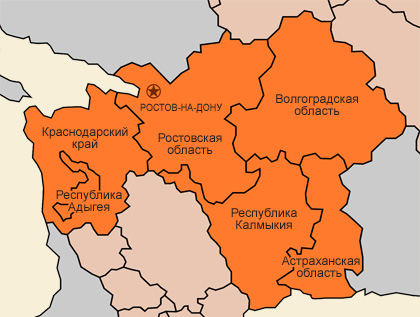 Волгоградская
область
РОСТОВ-НА-ДОНУ
Краснодарский
край
Ростовская
область
Республика
Адыгея
Республика
Калмыкия
Астраханская
область